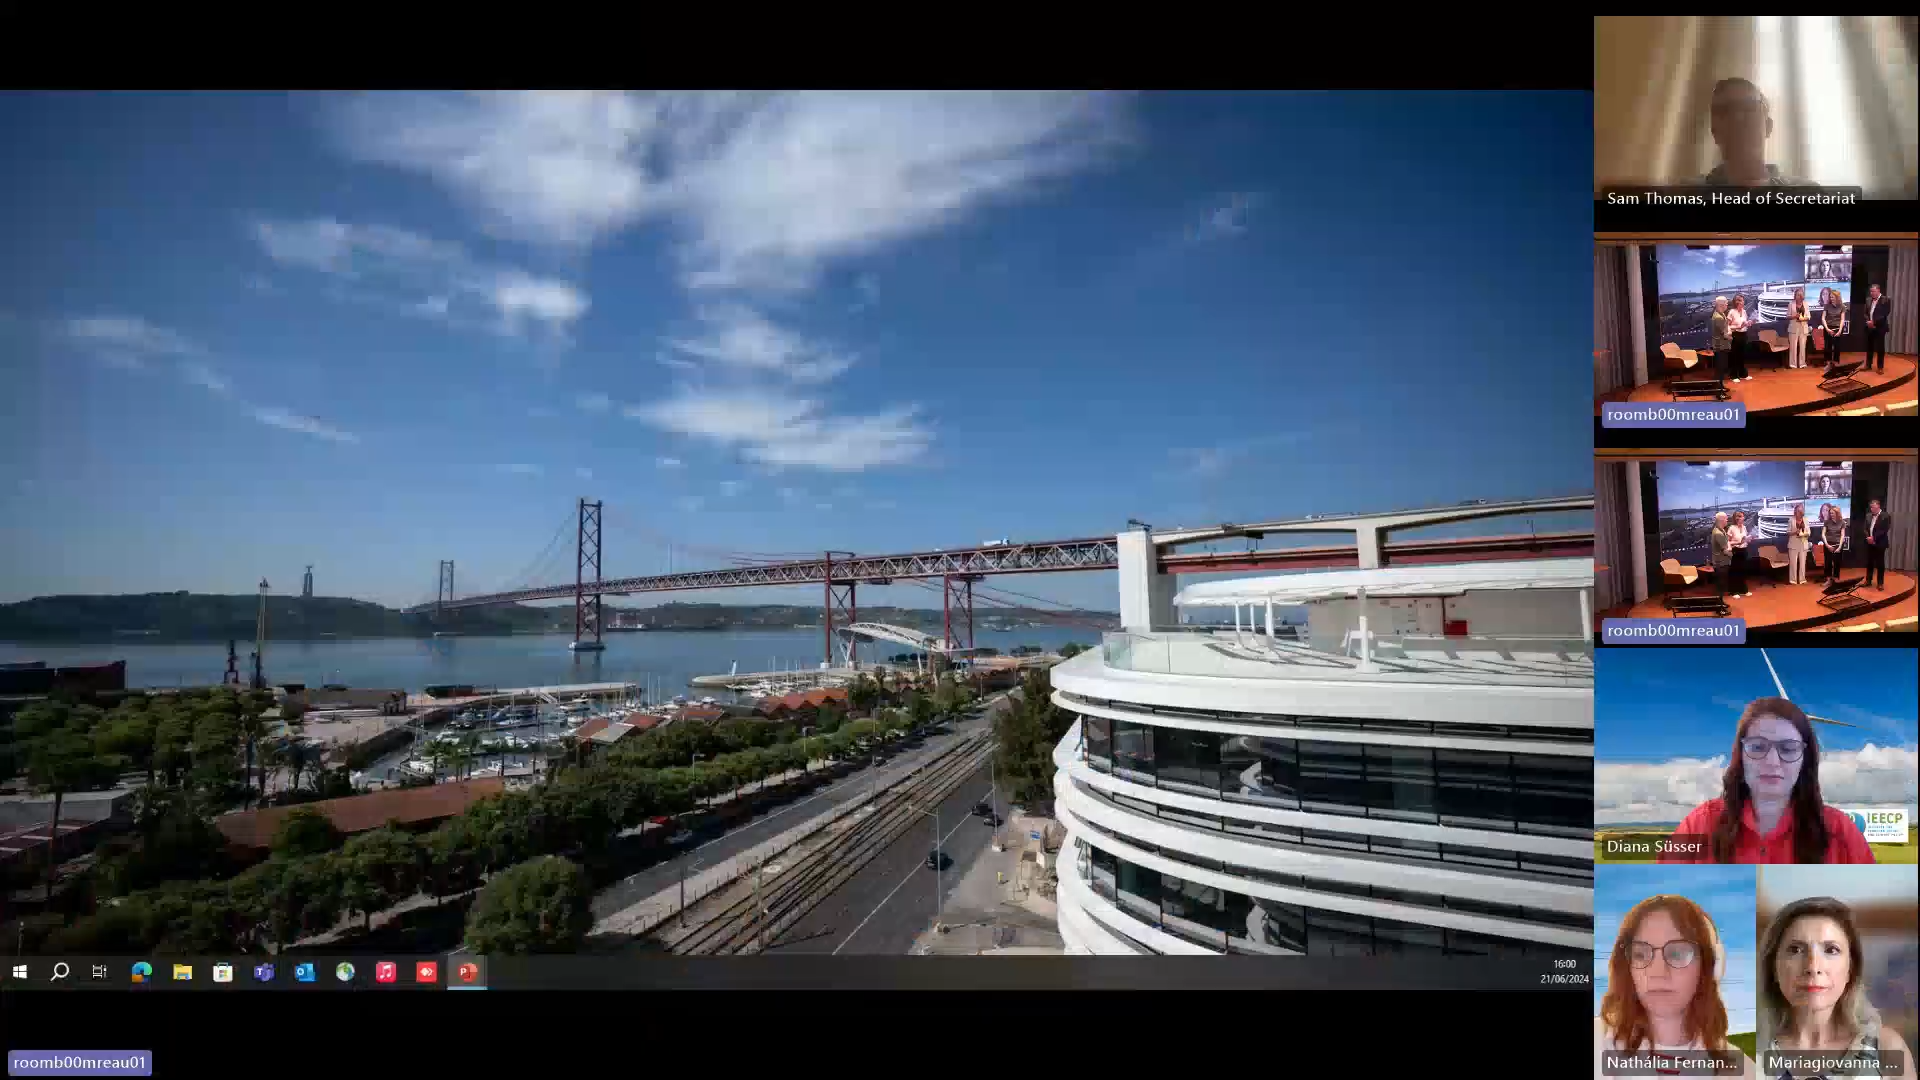 Sam Thomas, Head of Secretariat
roomb00mreau01
roomb00mreau01
IEECP
Diana Süsser
16:00
21/06/2024
roomb00mreau01
Nathália Fernan...
Mariagiovanna ...